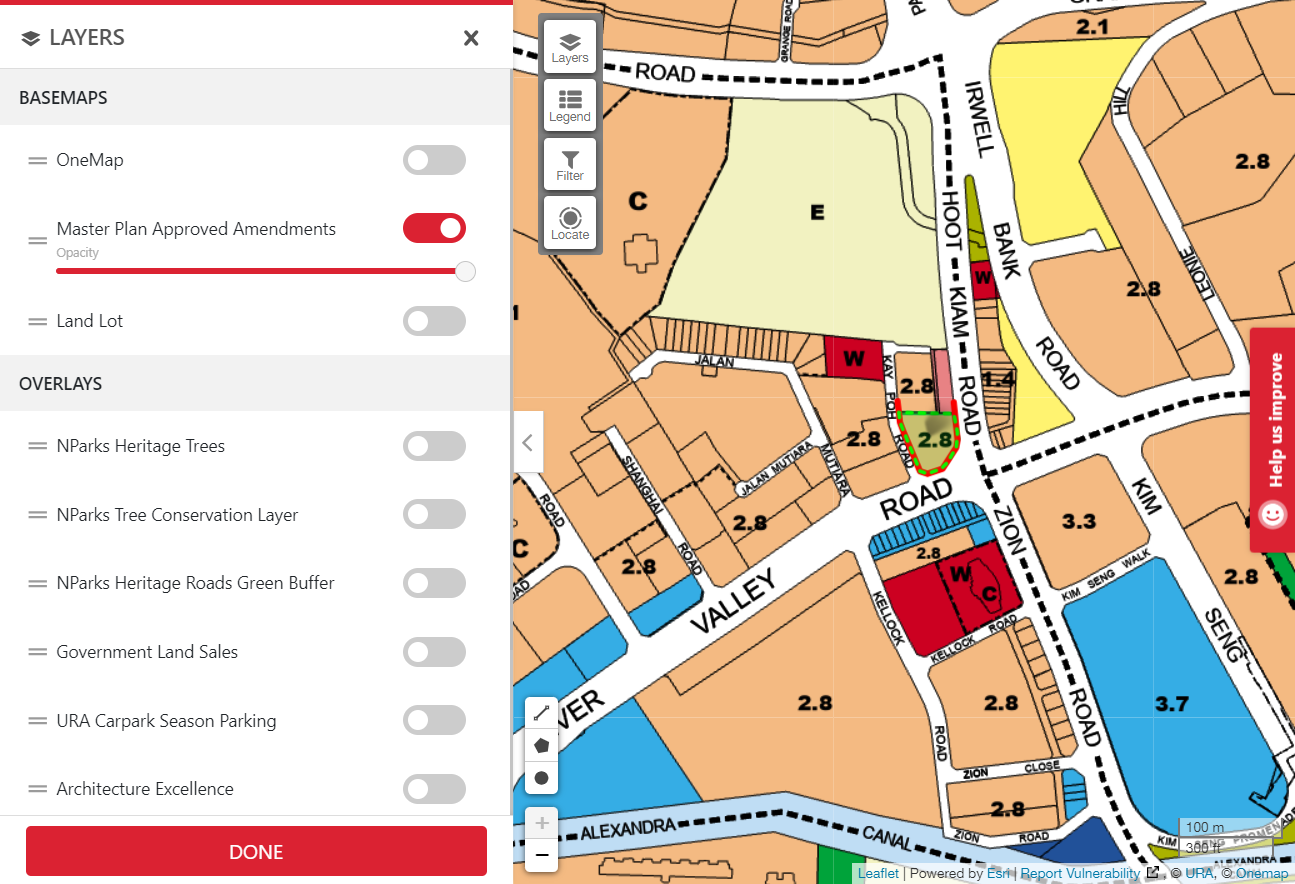 LAYERS
BASEMAPS
OneMap
Master Plan Approved Amendments
Opacity
Land Lot
OVERLAYS
NParks Heritage Trees
NParks Tree Conservation Layer
NParks Heritage Roads Green Buffer
Government Land Sales
URA Carpark Season Parking
Architecture Excellence
DONE
Layers
Legend
Filter
Locate
GRANGE ROAD
2.1
ROAD
IRWELL
HILL
2.8
C
E
HOOT
BANK
W
LEONIE
2.8
KIAM
ROAD
JALAN
W
KAY
2.8
1.4
POH
ROAD
ROAD
2.8
2.8
Help us improve
SHANGHAI
JALAN MUTIARA
MUTIARA
ROAD
KIM
ROAD
2.8
ZION
3.3
C
2.8
2.8
ROAD
W
C
KIM SENG WALK
2.8
VALLEY
KELLOCK
KELLOCK ROAD
SENG
2.8
2.8
ROAD
3.7
ROAD
ZION CLOSE
2.8
ALEXANDRA
CANAL
ZION ROAD
KIM SENG PROMENADE
100 m
300 ft
ALEXANDRA
Leaflet | Powered by Esri | Report Vulnerability , © URA, © Onemap